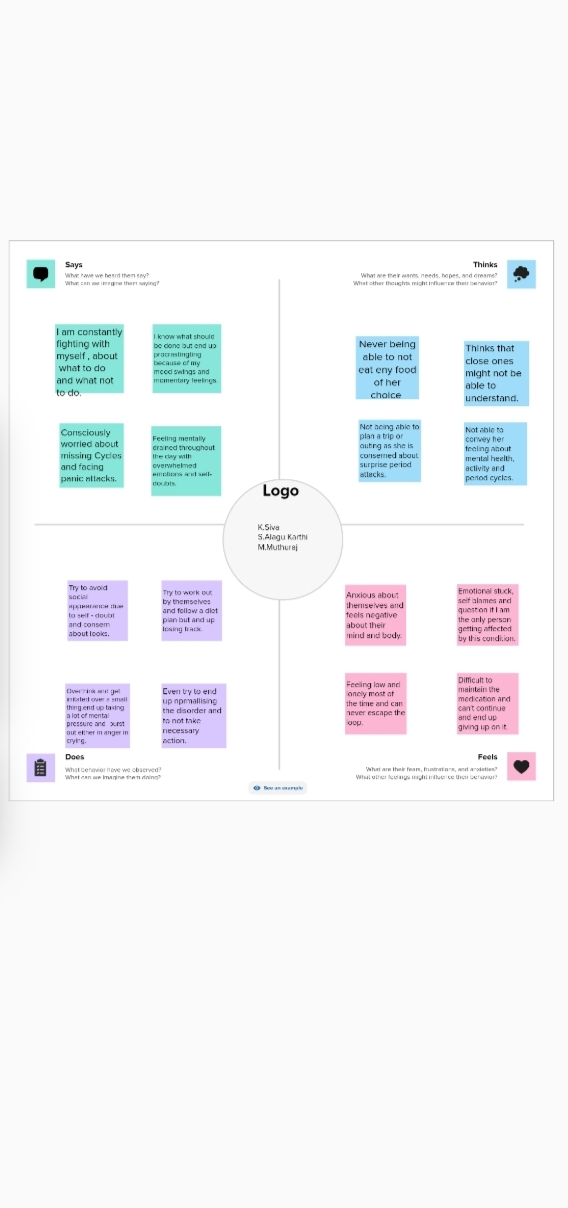 Says
What have we heard them say?
What can we imagine them saying?
Thinks
What are their wants, needs, hopes, and dreams?
What other thoughts might influence their behavior?
I am constantly
fighting with
myself , about
what to do
and what not
to do.
I know what should
be done but end up
procrastingting
because of my
mood swings and
momentary feelings.
Consciously
worried about
missing Cycles
and facing
panic attacks.
Feeling mentally
drained throughout
the day with
overwhelmed
emotions and self-
doubts.
Never being
able to not
eat eny food
of her
choice
Thinks that
close ones
might not be
able to
understand.
Not being able to
plan a trip or
outing as she is
conserned about
surprise period
attacks.
Not able to
convey her
feeling about
mental health,
activity and
period cycles.
Logo
K.Siva
S.Alagu Karthi
M.Muthuraj
Try to avoid
social
appearance due
to self - doubt
and consern
about looks.
Try to work out
by themselves
and follow a diet
plan but and up
losing track.
Overthink and get
irritated over a small
thing,end up taking
a lot of mental
pressure and burst
out either in anger in
crying.
Even try to end
up npmalising
the disorder and
to not take
necessary
action.
Anxious about
themselves and
feels negative
about their
mind and body.
Emotional stuck,
self blames and
question if I am
the only person
getting affected
by this condition.
Feeling low and
lonely most of
the time and can
never escape the
loop.
Difficult to
maintain the
medication and
can't continue
and end up
giving up on it.
Does
What behavior have we observed?
What can we imagine them doing?
See an example
Feels
What are their fears, frustrations, and anxieties?
What other feelings might influence their behavior?